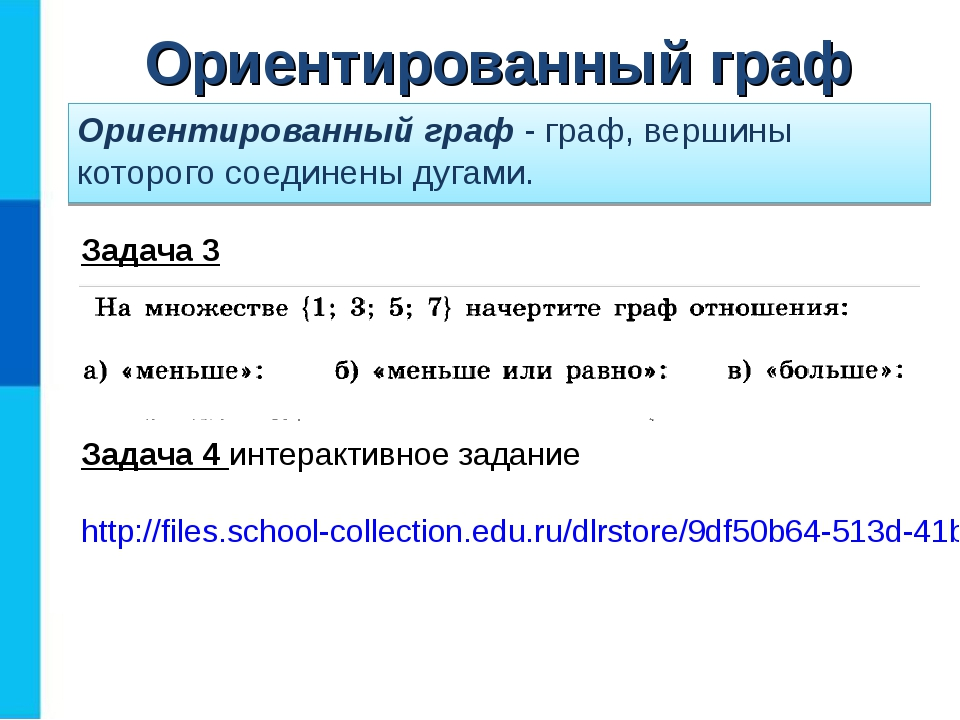 Ориентированный граф
Ориентированный граф - граф, вершины
которого соединены дугами.
Задача 3
На множестве {1; 3; 5; 7} начертите граф отношения:
а) «меньше»: б) «меньше или равно»: в) «больше»:
Задача 4 интерактивное задание
http://files.school-collection.edu.ru/dlrstore/9df50b64-513d-41b